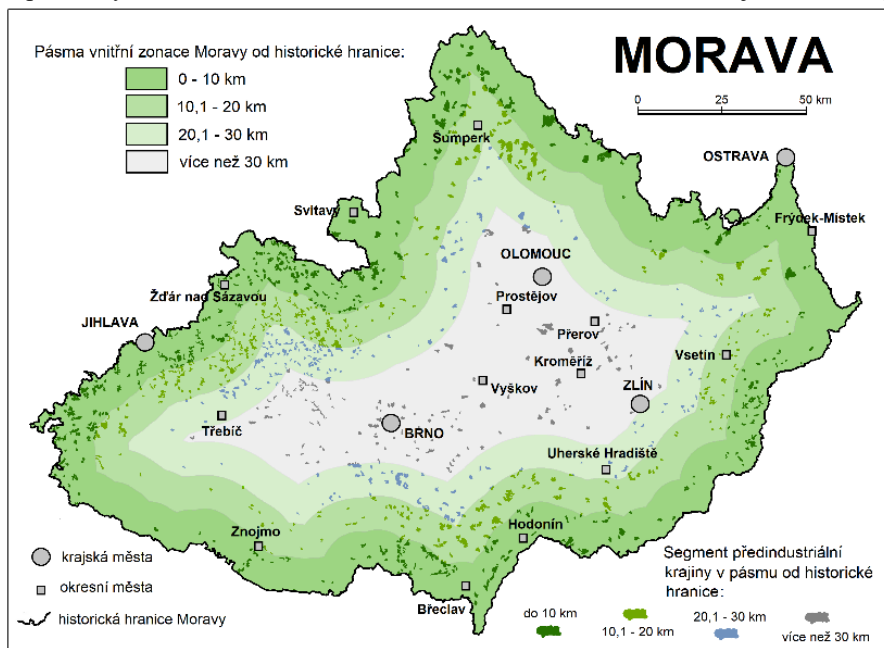 MORAVA
0 25 50 km
Pásma vnitřní zonace Moravy od historické hranice:
0 - 10 km
10,1 - 20 km
20,1 - 30 km
více než 30 km
Šumperk
OSTRAVA
Svitavy
Frýdek-Místek
OLOMOUC
Žďár nad Sázavou
Prostějov
JIHLAVA
Přerov
Vsetín
Kroměříž
Vyškov
ZLÍN
Třebíč
BRNO
Uherské Hradiště
Znojmo
Hodonín
Břeclav
krajská města
okresní města
historická hranice Moravy
Segment předindustriální
krajiny v pásmu od historické
hranice:
do 10 km
10,1 - 20 km
20,1 - 30 km
více než 30 km